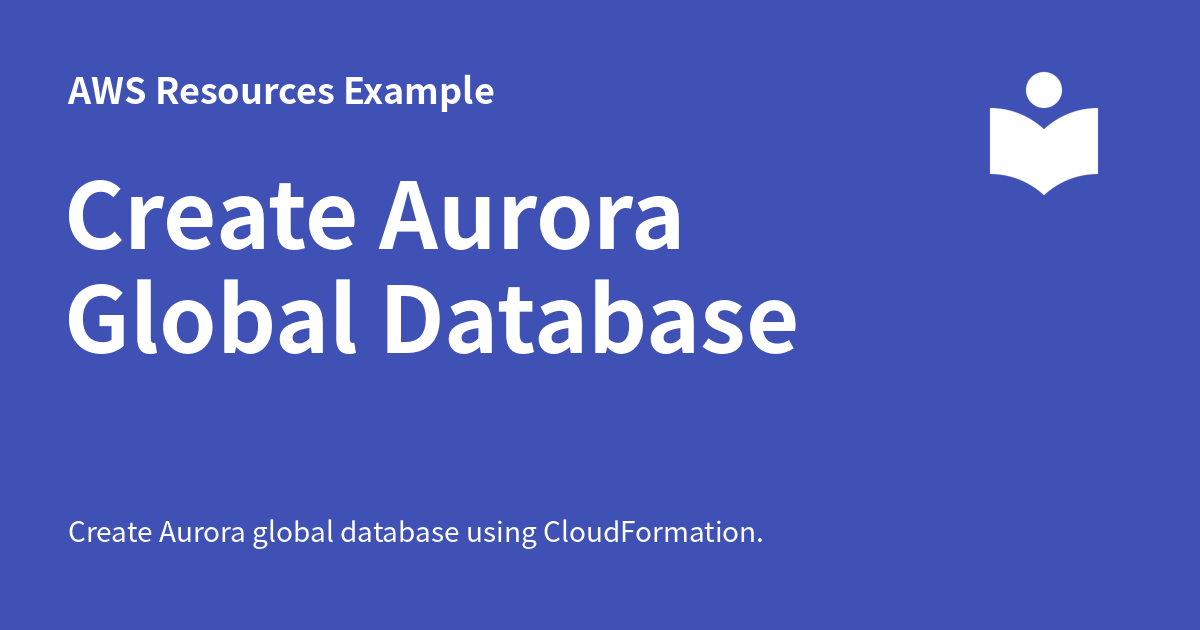 AWS Resources Example
Create Aurora
Global Database
Create Aurora global database using CloudFormation.